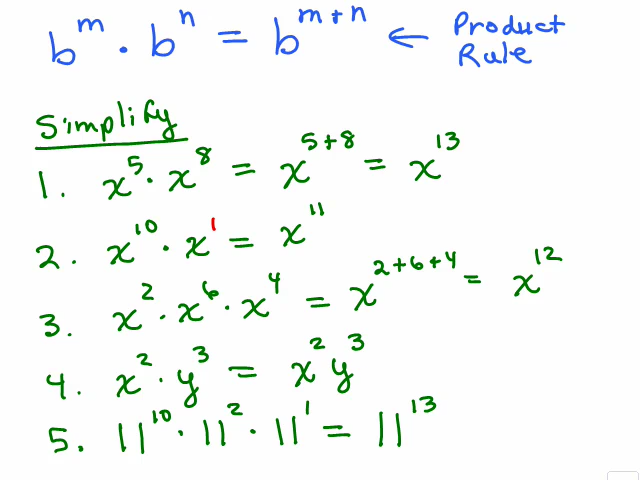 b^m · b^n = b^(m+n) ← Product Rule
Simplify
1. x^5 · x^8 = x^(5+8) = x^13
2. x^10 · x^1 = x^11
3. x^2 · x^6 · x^4 = x^(2+6+4) = x^12
4. x^2 · y^3 = x^2 y^3
5. 11^10 · 11^2 · 11^1 = 11^13